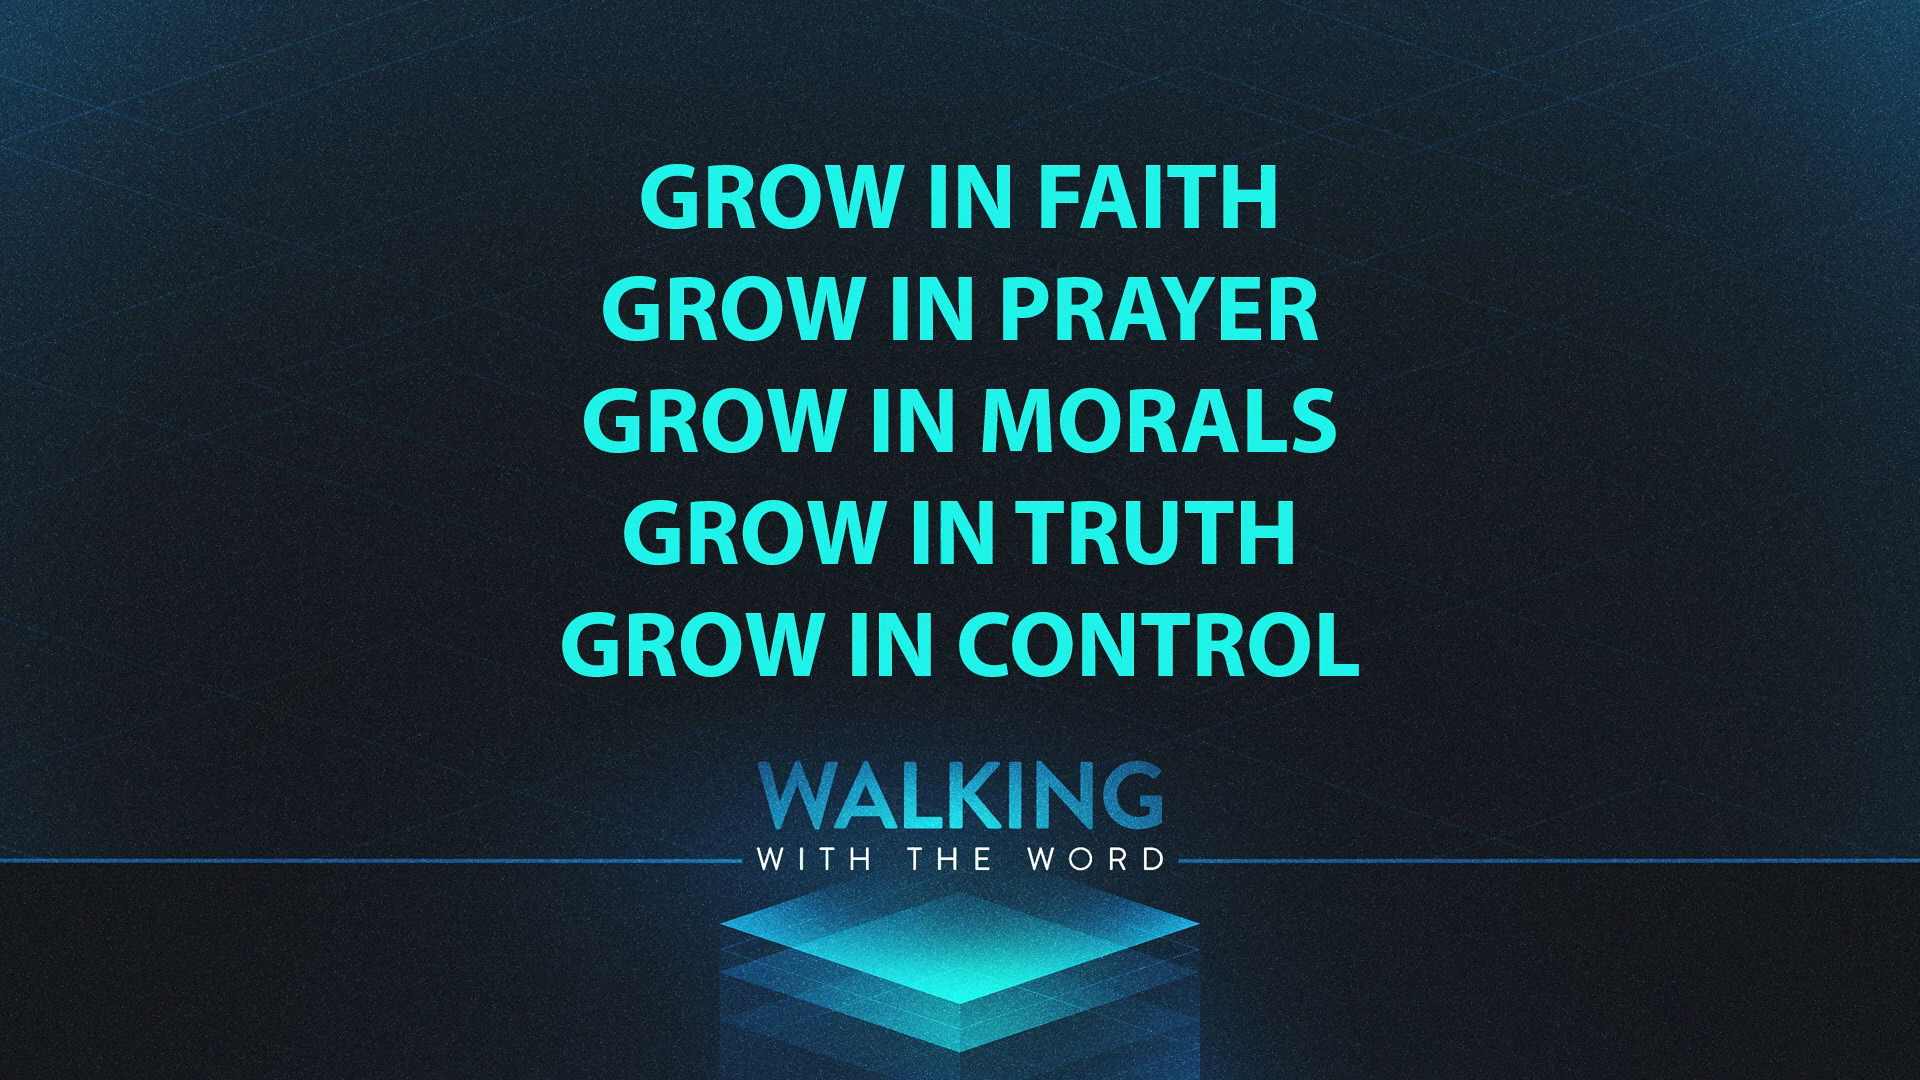 GROW IN FAITH
GROW IN PRAYER
GROW IN MORALS
GROW IN TRUTH
GROW IN CONTROL
WALKING
WITH THE WORD